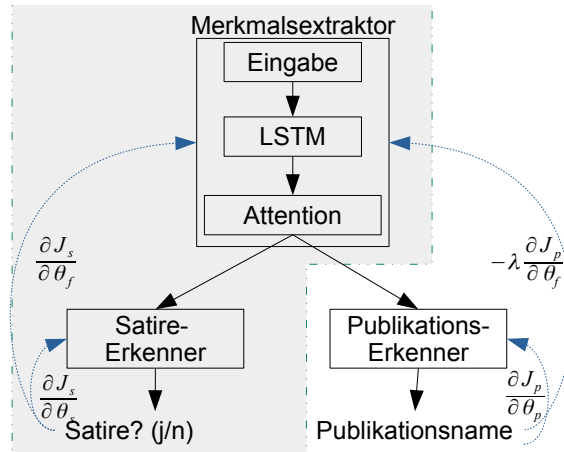 Merkmalsextraktor
Eingabe
LSTM
Attention
∂ J_s / ∂ θ_f
−λ ∂ J_p / ∂ θ_f
Satire-
Erkenner
Publikations-
Erkenner
∂ J_s / ∂ θ_s
∂ J_p / ∂ θ_p
Satire? (j/n)
Publikationsname